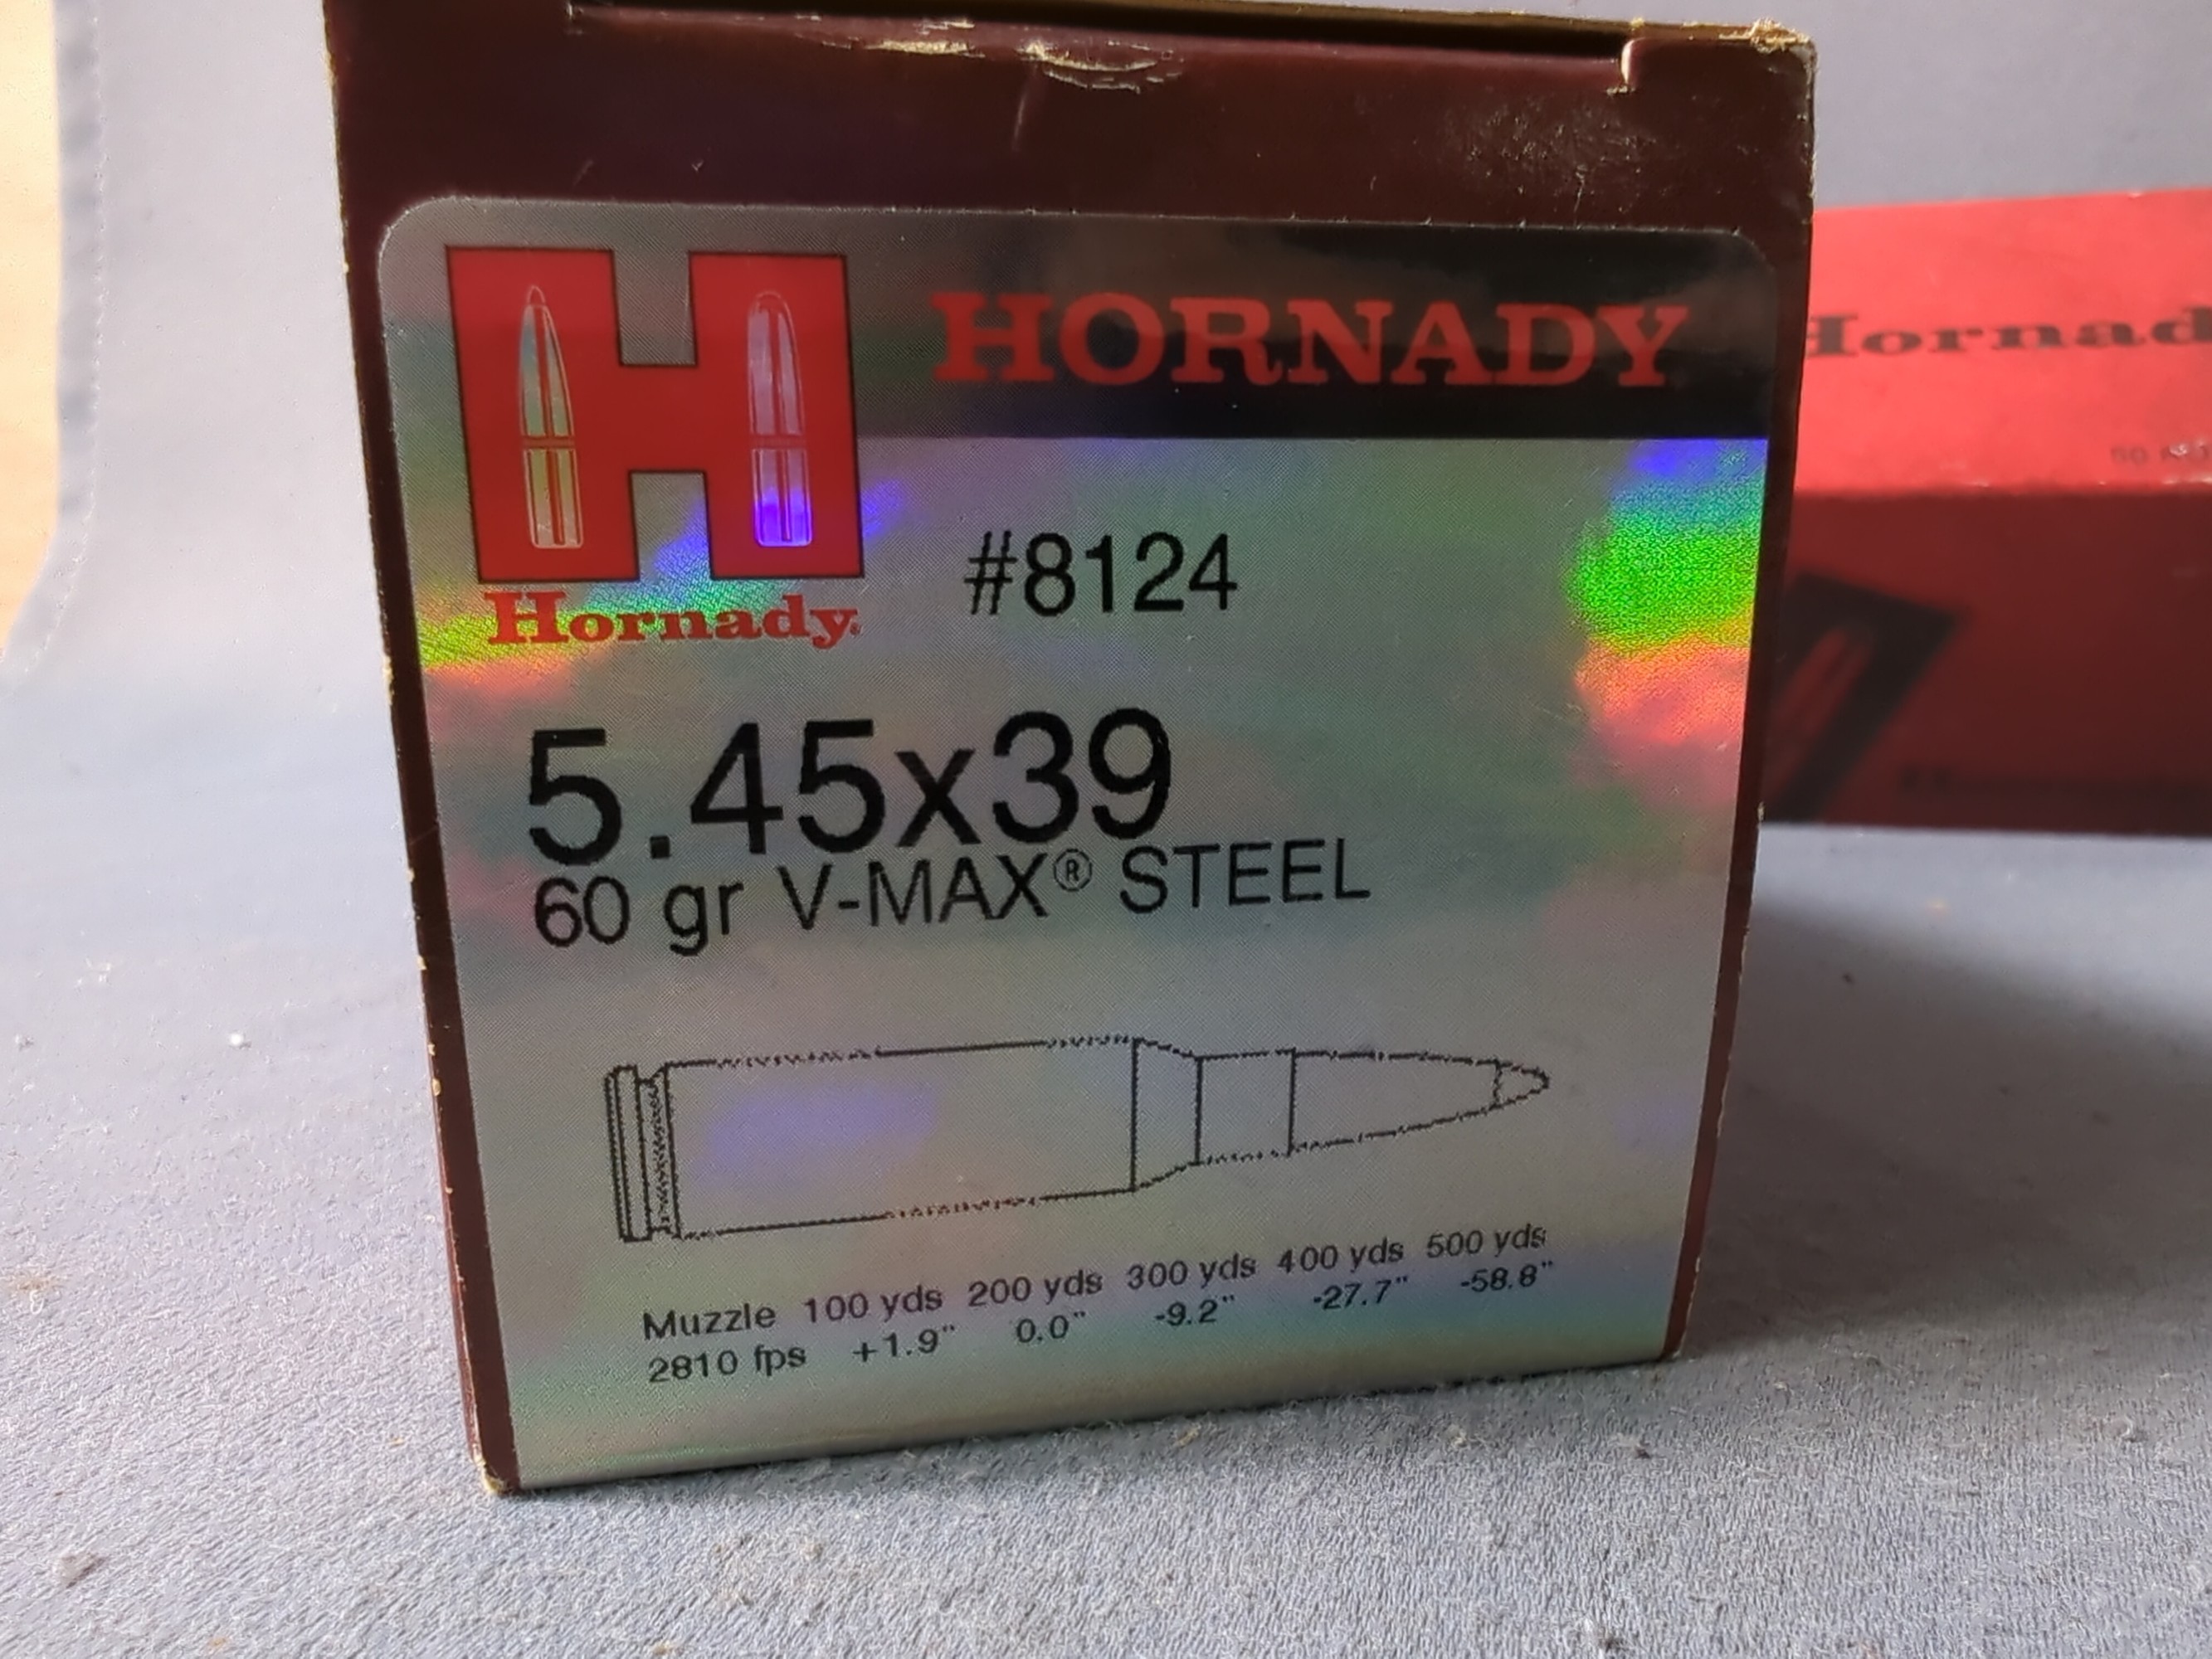 HORNADY
Hornady®
#8124
5.45x39
60 gr V-MAX® STEEL
Muzzle 100 yds 200 yds 300 yds 400 yds 500 yds
2810 fps +1.9" 0.0" -9.2" -27.7" -58.8"
Hornad